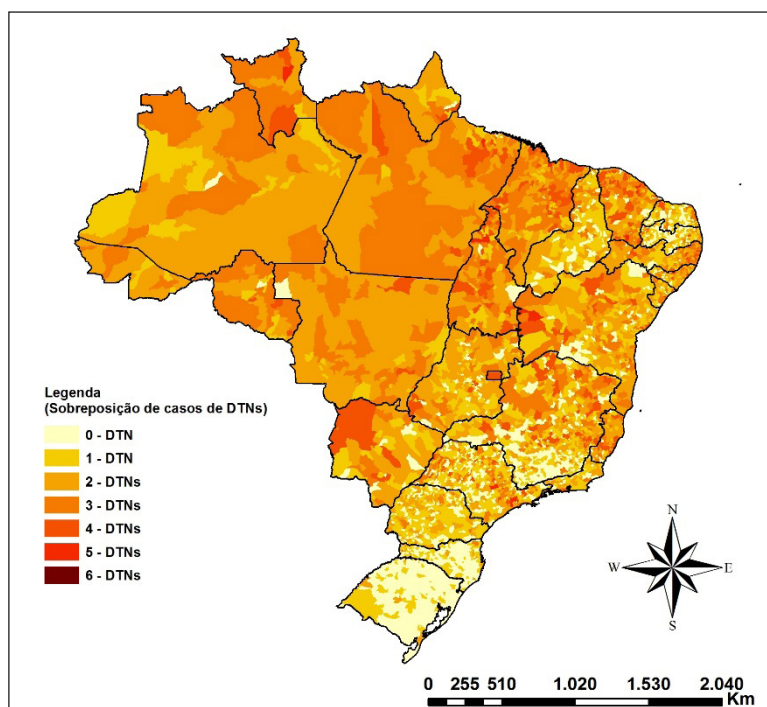 Legenda
(Sobreposição de casos de DTNs)
0 - DTN
1 - DTN
2 - DTNs
3 - DTNs
4 - DTNs
5 - DTNs
6 - DTNs
N
W E
S
0 255 510 1.020 1.530 2.040
Km